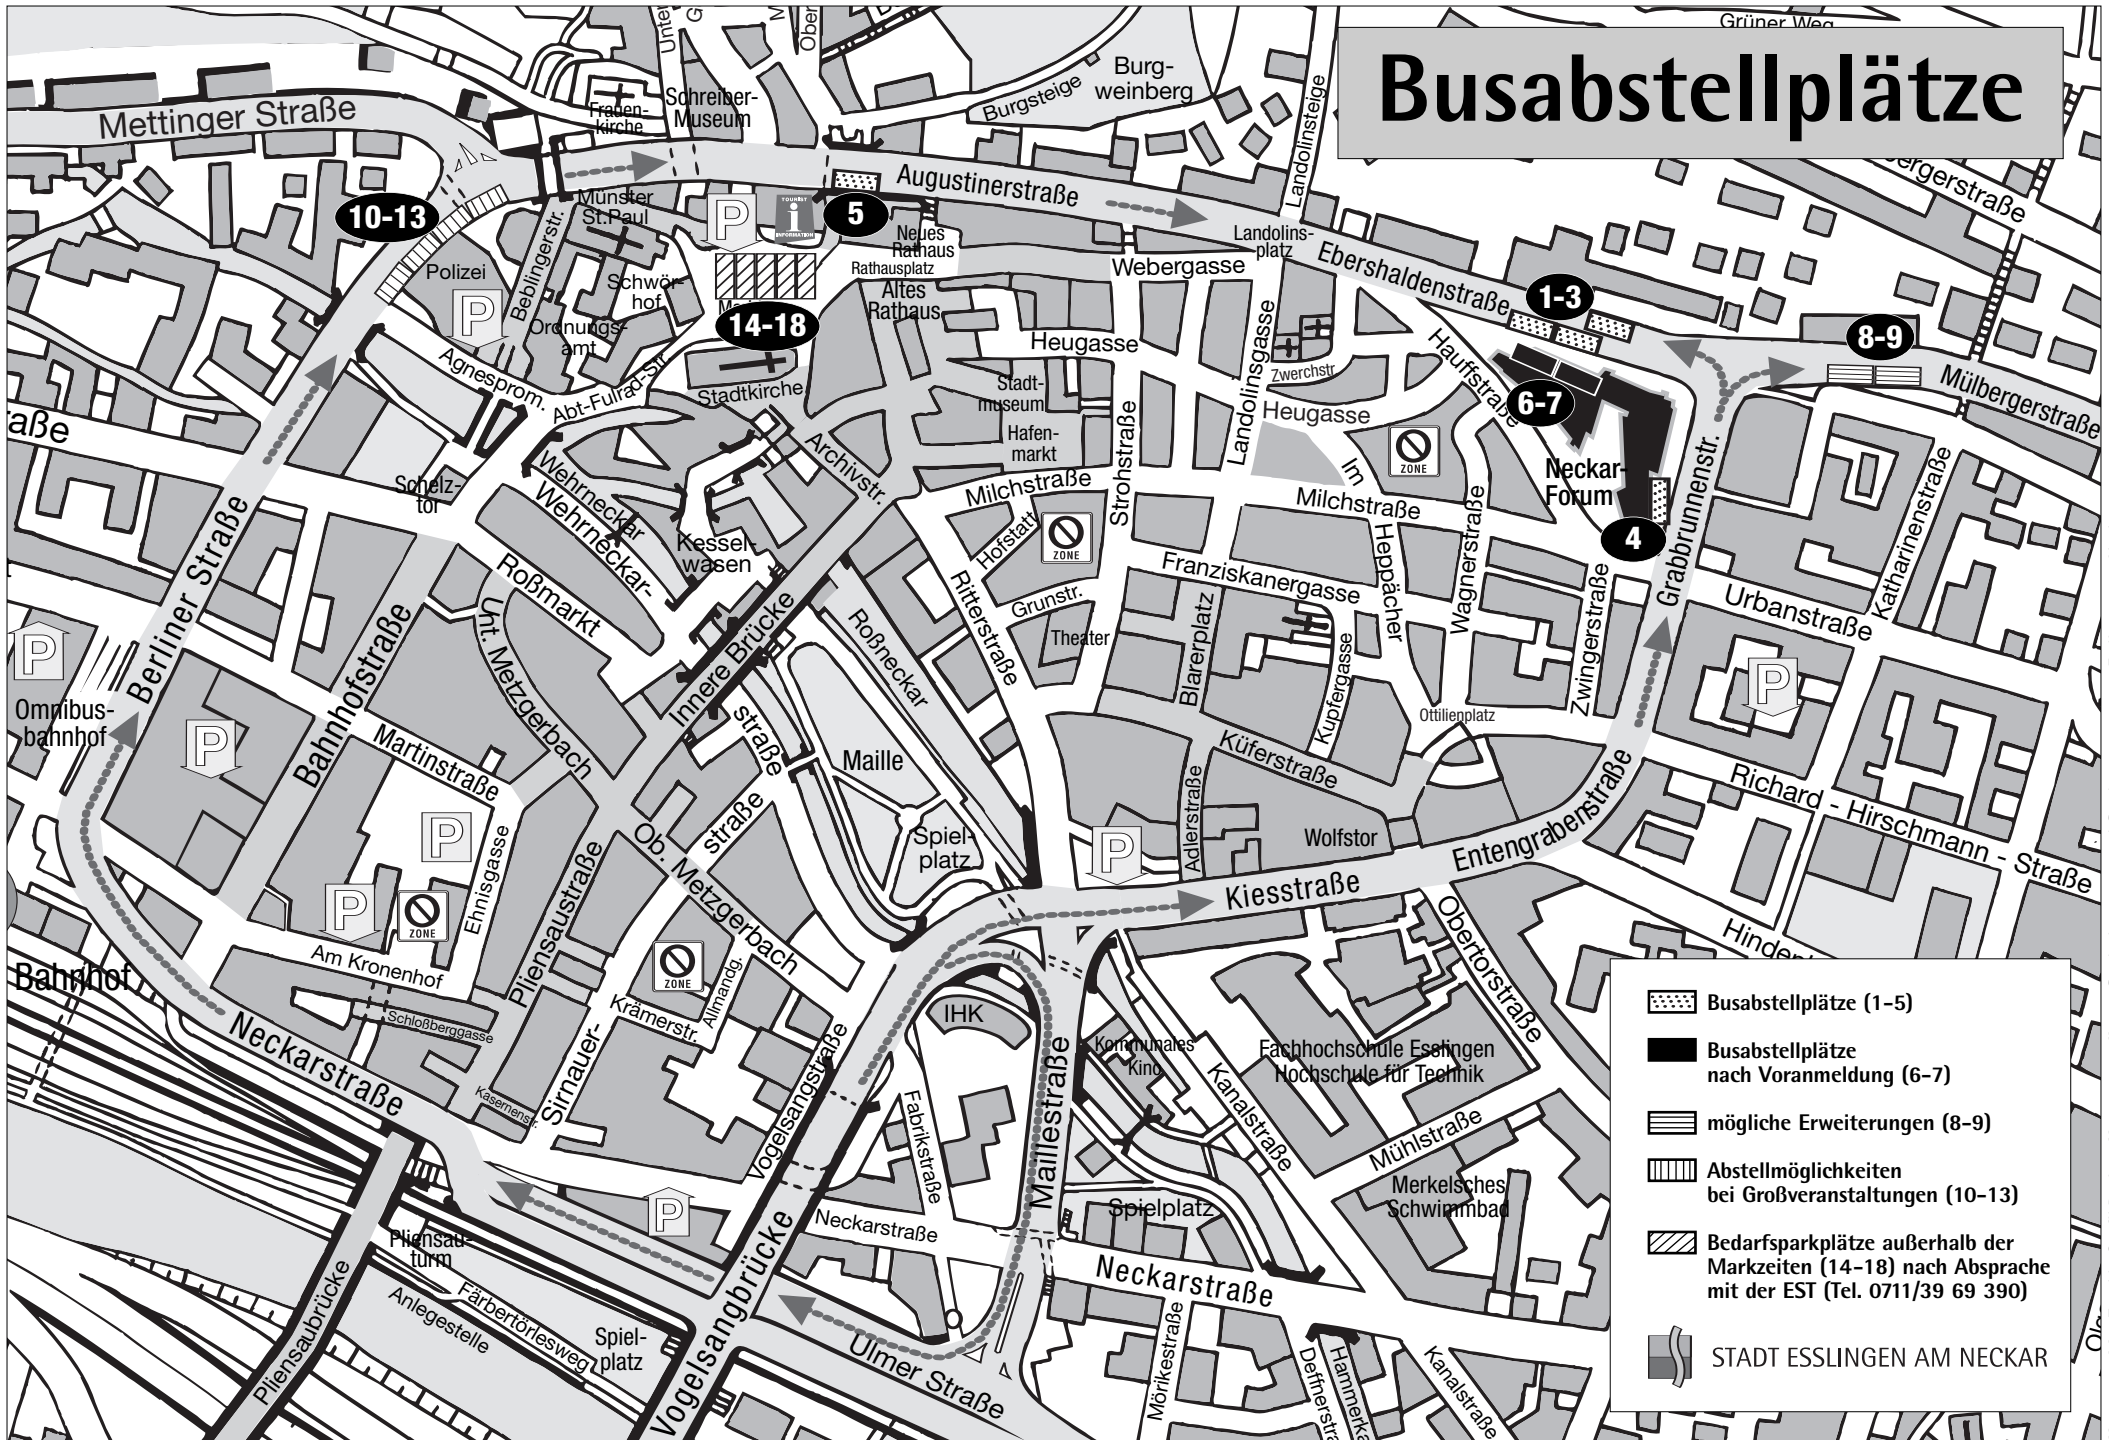 Busabstellplätze
Grüner Weg
Mettinger Straße
Frauen-
kirche
Schreiber-
Museum
Burgsteige
Burg-
weinberg
Landolinsteige
Augustinerstraße
10-13
Münster
St.Paul
P
TOURIST
i
INFORMATION
5
Neues
Rathaus
Rathausplatz
Altes
Rathaus
Landolins-
platz
Webergasse
Ebershaldenstraße
1-3
8-9
Mülbergerstraße
Polizei
P
Beblingerstr.
Schwör-
hof
Ordnungs-
amt
14-18
Stadtkirche
Agnesprom.
Abt-Fulrad-Str.
Heugasse
Stadt-
museum
Hafen-
markt
Strohstraße
Landolinsgasse
Zwerchstr.
Heugasse
Hauffstraße
6-7
ZONE
Neckar-
Forum
4
Grabbrunnenstr.
Katharinenstraße
Schelz-
tor
Wehrneckar
Wehrneckar-
straße
Archivstr.
Kessel-
wasen
Milchstraße
Im
Heppächer
Milchstraße
Wagnerstraße
Hofstatt
ZONE
Grunstr.
Theater
Ritterstraße
Franziskanergasse
Blarerplatz
Kupfergasse
Zwingerstraße
Urbanstraße
P
Berliner Straße
Bahnhofstraße
Roßmarkt
Uht. Metzgerbach
Innere Brücke
Roßneckar
Maille
Spiel-
platz
P
Omnibus-
bahnhof
P
Martinstraße
P
Ehnisgasse
P
ZONE
Am Kronenhof
Schloßberggasse
Pliensaustraße
Ob. Metzgerbach
straße
Sirnauer-
ZONE
Krämerstr.
Allmandg.
Kasernenstr.
Bahnhof
Neckarstraße
Küferstraße
Ottilienplatz
Adlerstraße
P
Wolfstor
Kiesstraße
Entengrabenstraße
Richard - Hirschmann - Straße
Obertorstraße
IHK
Kommunales
Kino
Maillestraße
Vogelsangstraße
Fabrikstraße
Fachhochschule Esslingen
Hochschule für Technik
Kanalstraße
Mühlstraße
Merkelsches
Schwimmbad
Spielplatz
Neckarstraße
Neckarstraße
P
Pliensau-
turm
Pliensaubrücke
Färbertörlesweg
Anlegestelle
Spiel-
platz
Vogelsangbrücke
Ulmer Straße
Mörikestraße
Kanalstraße
Busabstellplätze (1-5)
Busabstellplätze
nach Voranmeldung (6-7)
mögliche Erweiterungen (8-9)
Abstellmöglichkeiten
bei Großveranstaltungen (10-13)
Bedarfsparkplätze außerhalb der
Markzeiten (14-18) nach Absprache
mit der EST (Tel. 0711/39 69 390)
STADT ESSLINGEN AM NECKAR